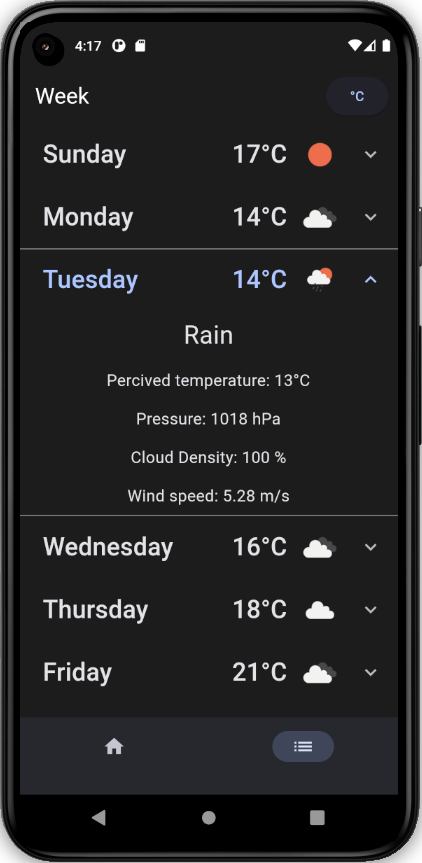 4:17
Week °C
Sunday 17°C
Monday 14°C
Tuesday 14°C
Rain
Percived temperature: 13°C
Pressure: 1018 hPa
Cloud Density: 100 %
Wind speed: 5.28 m/s
Wednesday 16°C
Thursday 18°C
Friday 21°C